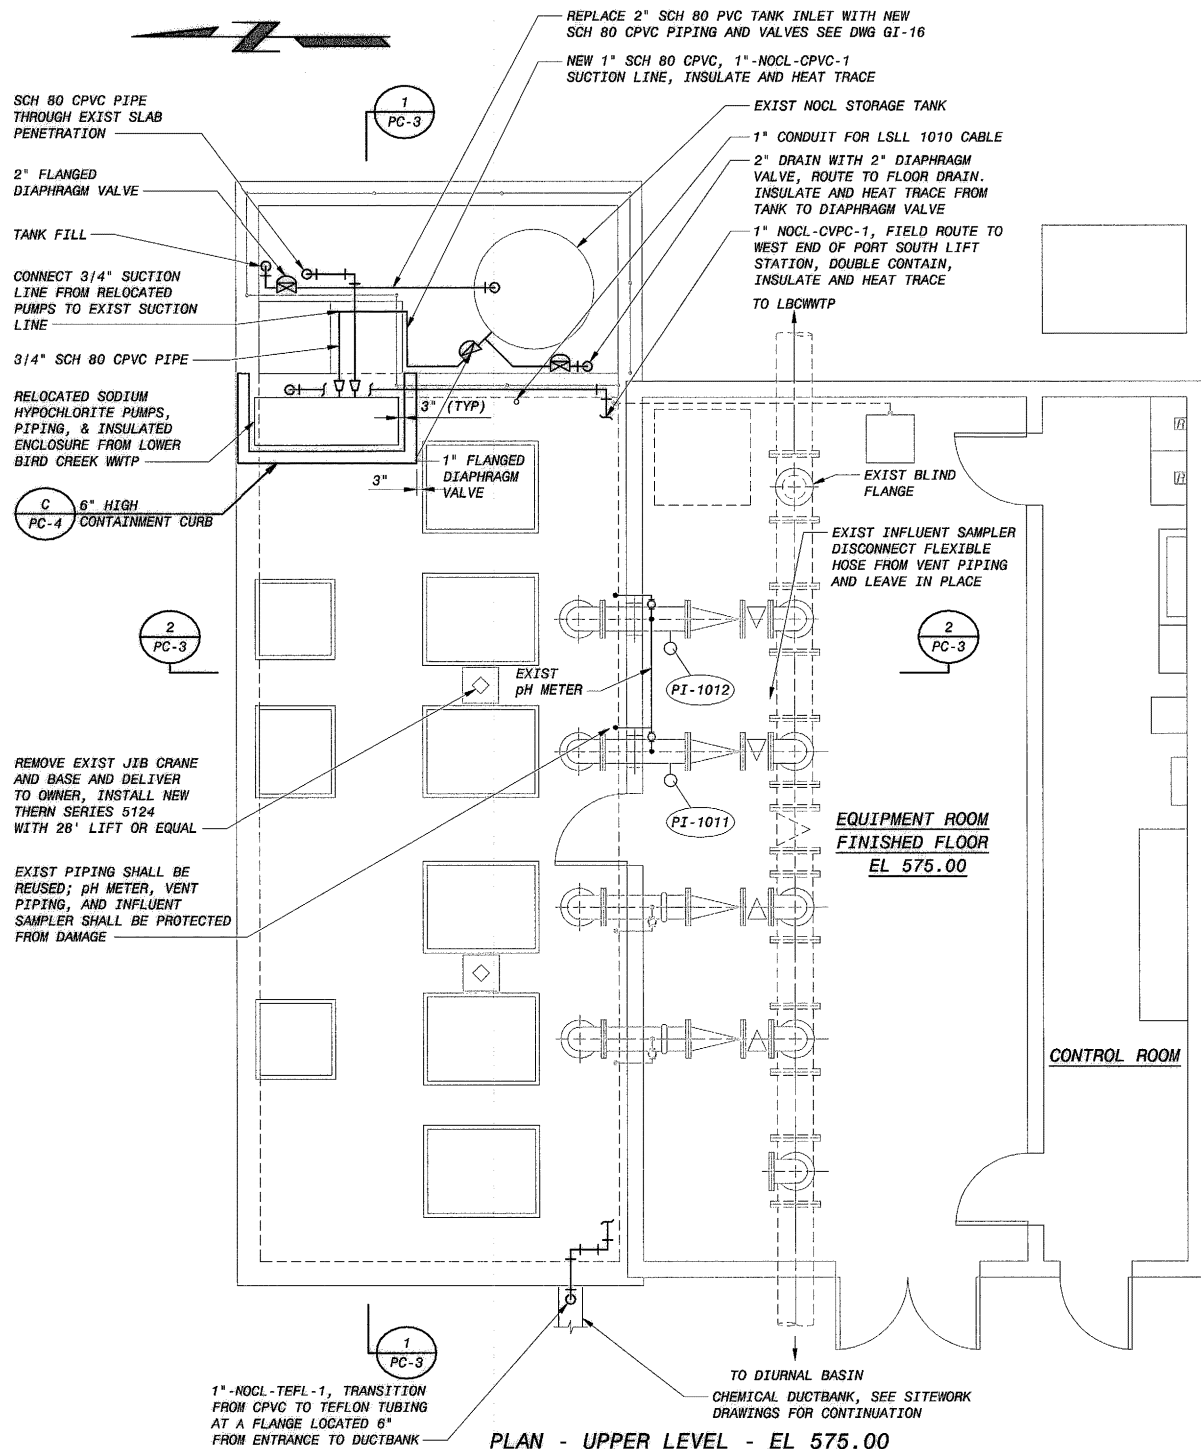 REPLACE 2" SCH 80 PVC TANK INLET WITH NEW
SCH 80 CPVC PIPING AND VALVES SEE DWG GI-16
NEW 1" SCH 80 CPVC, 1"-NOCL-CPVC-1
SUCTION LINE, INSULATE AND HEAT TRACE
SCH 80 CPVC PIPE
THROUGH EXIST SLAB
PENETRATION
1
PC-3
EXIST NOCL STORAGE TANK
1" CONDUIT FOR LSLL 1010 CABLE
2" DRAIN WITH 2" DIAPHRAGM
VALVE, ROUTE TO FLOOR DRAIN.
INSULATE AND HEAT TRACE FROM
TANK TO DIAPHRAGM VALVE
2" FLANGED
DIAPHRAGM VALVE
TANK FILL
1" NOCL-CVPC-1, FIELD ROUTE TO
WEST END OF PORT SOUTH LIFT
STATION, DOUBLE CONTAIN,
INSULATE AND HEAT TRACE
CONNECT 3/4" SUCTION
LINE FROM RELOCATED
PUMPS TO EXIST SUCTION
LINE
TO LBCWWTP
3/4" SCH 80 CPVC PIPE
RELOCATED SODIUM
HYPOCHLORITE PUMPS,
PIPING, & INSULATED
ENCLOSURE FROM LOWER
BIRD CREEK WWTP
3" (TYP)
1" FLANGED
DIAPHRAGM
VALVE
3"
EXIST BLIND
FLANGE
C
PC-4
6" HIGH
CONTAINMENT CURB
EXIST INFLUENT SAMPLER
DISCONNECT FLEXIBLE
HOSE FROM VENT PIPING
AND LEAVE IN PLACE
2
PC-3
2
PC-3
EXIST
pH METER
PI-1012
REMOVE EXIST JIB CRANE
AND BASE AND DELIVER
TO OWNER, INSTALL NEW
THERN SERIES 5124
WITH 28' LIFT OR EQUAL
PI-1011
EQUIPMENT ROOM
FINISHED FLOOR
EL 575.00
EXIST PIPING SHALL BE
REUSED; pH METER, VENT
PIPING, AND INFLUENT
SAMPLER SHALL BE PROTECTED
FROM DAMAGE
CONTROL ROOM
1
PC-3
TO DIURNAL BASIN
1"-NOCL-TEFL-1, TRANSITION
FROM CPVC TO TEFLON TUBING
AT A FLANGE LOCATED 6"
FROM ENTRANCE TO DUCTBANK
CHEMICAL DUCTBANK, SEE SITEWORK
DRAWINGS FOR CONTINUATION
PLAN - UPPER LEVEL - EL 575.00